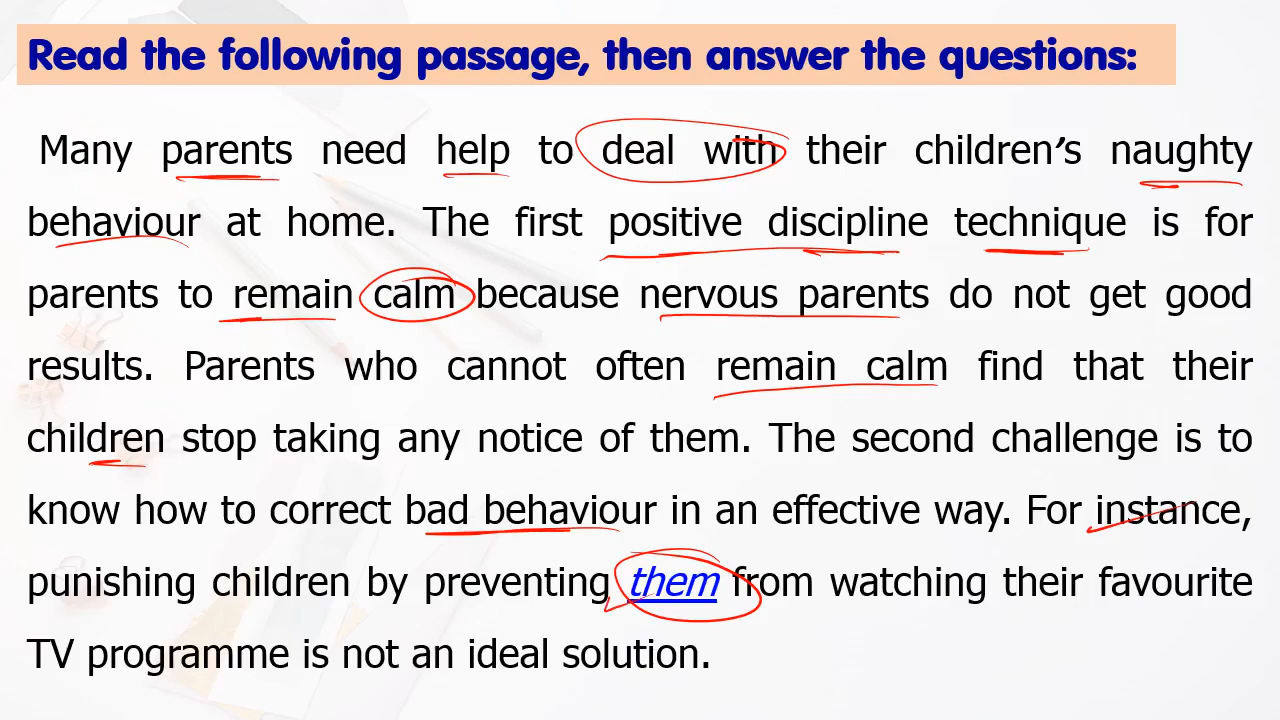 Read the following passage, then answer the questions:
Many parents need help to deal with their children’s naughty
behaviour at home. The first positive discipline technique is for
parents to remain calm because nervous parents do not get good
results. Parents who cannot often remain calm find that their
children stop taking any notice of them. The second challenge is to
know how to correct bad behaviour in an effective way. For instance,
punishing children by preventing them from watching their favourite
TV programme is not an ideal solution.